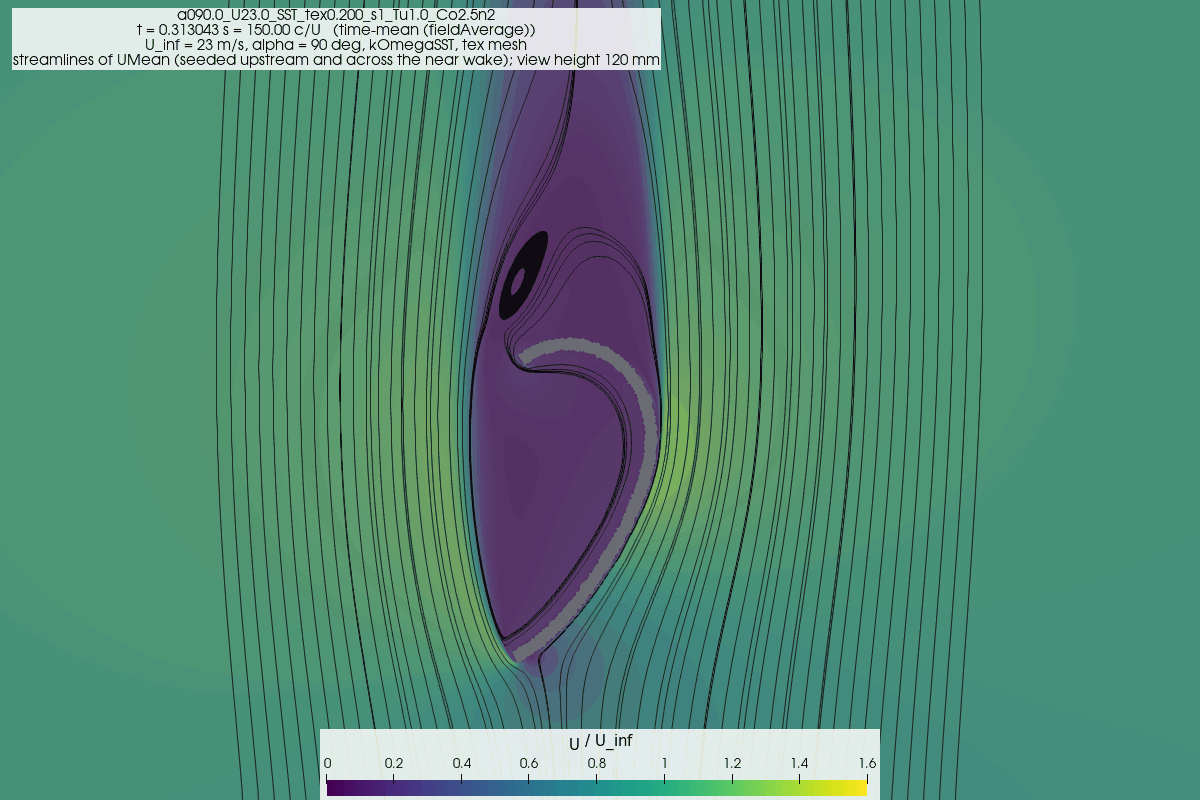 a090.0_U23.0_SST_tex0.200_s1_Tu1.0_Co2.5n2
t = 0.313043 s = 150.00 c/U (time-mean (fieldAverage))
U_inf = 23 m/s, alpha = 90 deg, kOmegaSST, tex mesh
streamlines of UMean (seeded upstream and across the near wake); view height 120 mm
U / U_inf
0 0.2 0.4 0.6 0.8 1 1.2 1.4 1.6